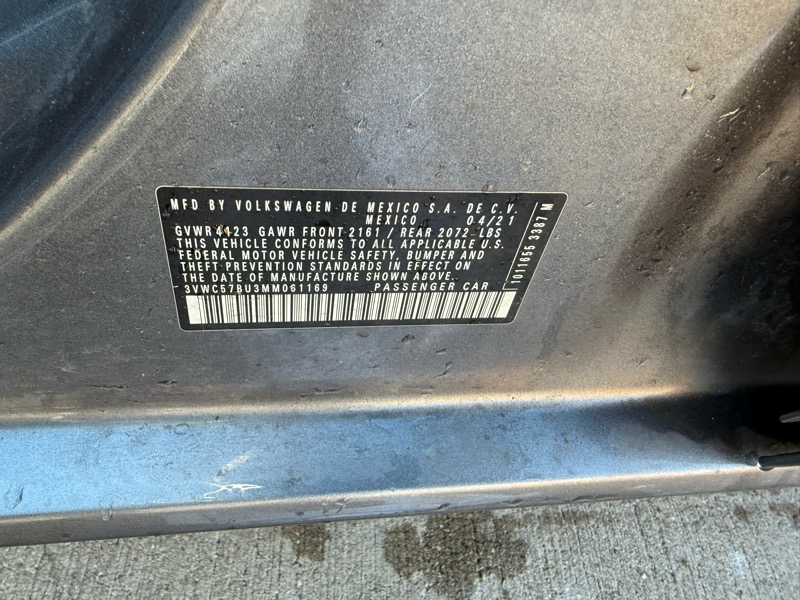 MFD BY VOLKSWAGEN DE MEXICO S.A. DE C.V.
MEXICO 04/21
GVWR 4123 GAWR FRONT 2161 / REAR 2072 LBS
THIS VEHICLE CONFORMS TO ALL APPLICABLE U.S.
FEDERAL MOTOR VEHICLE SAFETY, BUMPER AND
THEFT PREVENTION STANDARDS IN EFFECT ON
THE DATE OF MANUFACTURE SHOWN ABOVE.
3VWC57BU3MM061169 PASSENGER CAR
1011655 3387 M